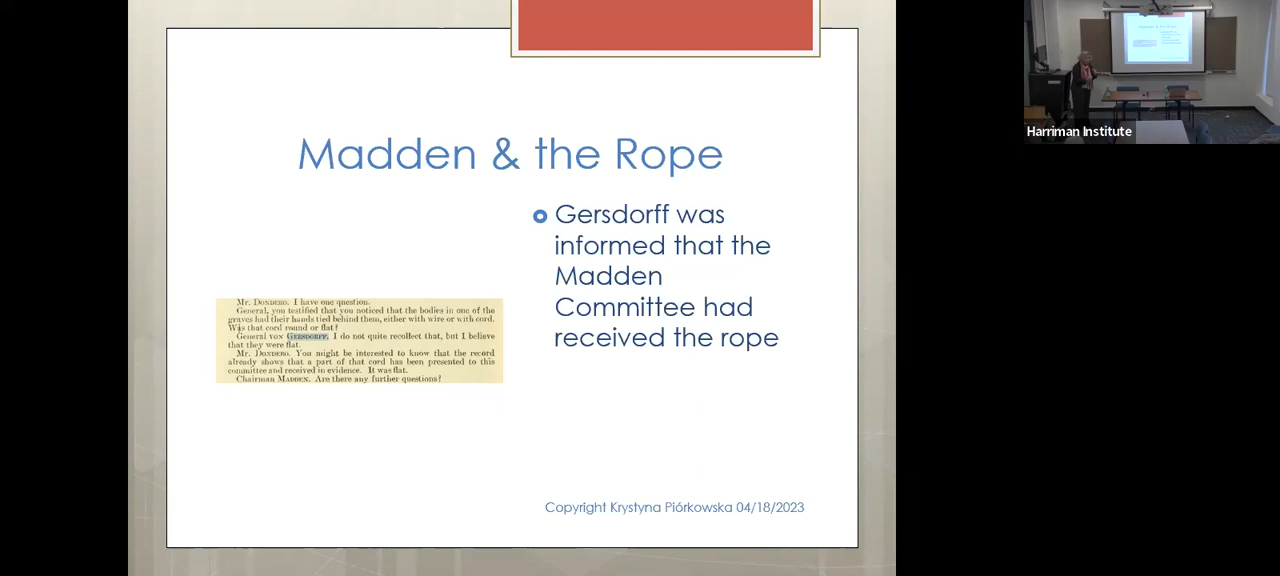 Madden & the Rope
Gersdorff was
informed that the
Madden
Committee had
received the rope
Mr. DONDERO. I have one question.
General, you testified that you noticed that the bodies in one of the
graves had their hands tied behind them, either with wire or with cord.
Was that cord round or flat?
General VON GERSDORFF. I do not quite recollect that, but I believe
that they were flat.
Mr. DONDERO. You might be interested to know that the record
already shows that a part of that cord has been presented to this
committee and received in evidence. It was flat.
Chairman MADDEN. Are there any further questions?
Copyright Krystyna Piórkowska 04/18/2023
Harriman Institute